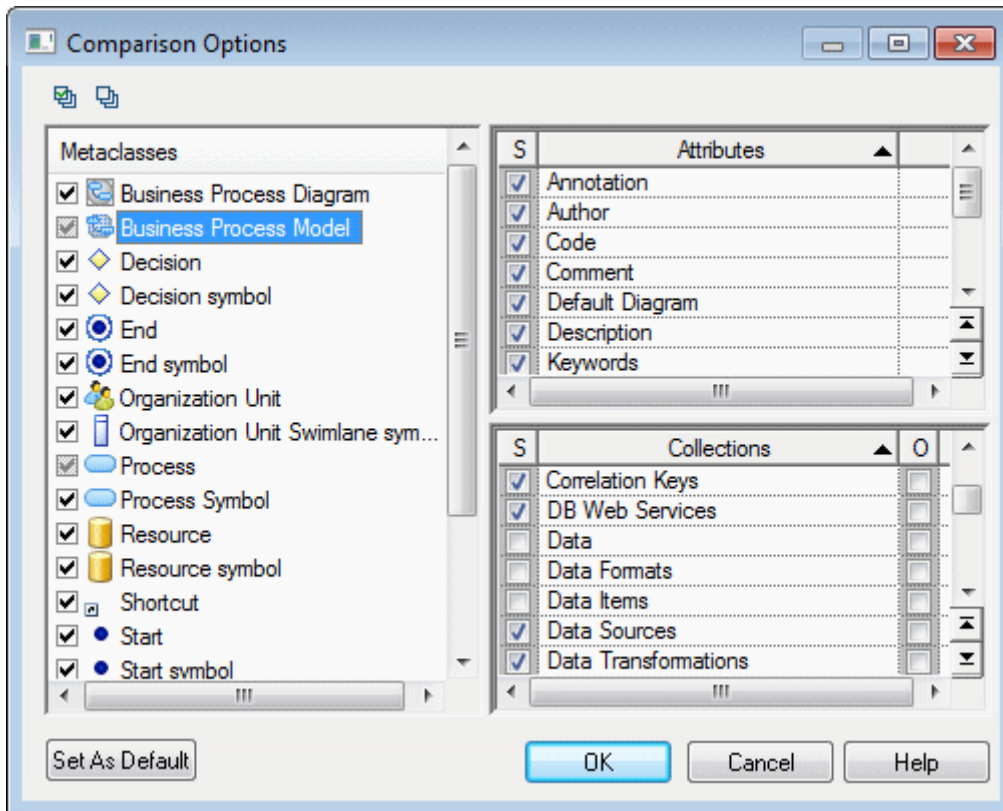 Comparison Options
Metaclasses
Business Process Diagram
Business Process Model
Decision
Decision symbol
End
End symbol
Organization Unit
Organization Unit Swimlane sym...
Process
Process Symbol
Resource
Resource symbol
Shortcut
Start
Start symbol
S Attributes
Annotation
Author
Code
Comment
Default Diagram
Description
Keywords
S Collections O
Correlation Keys
DB Web Services
Data
Data Formats
Data Items
Data Sources
Data Transformations
Set As Default
OK
Cancel
Help